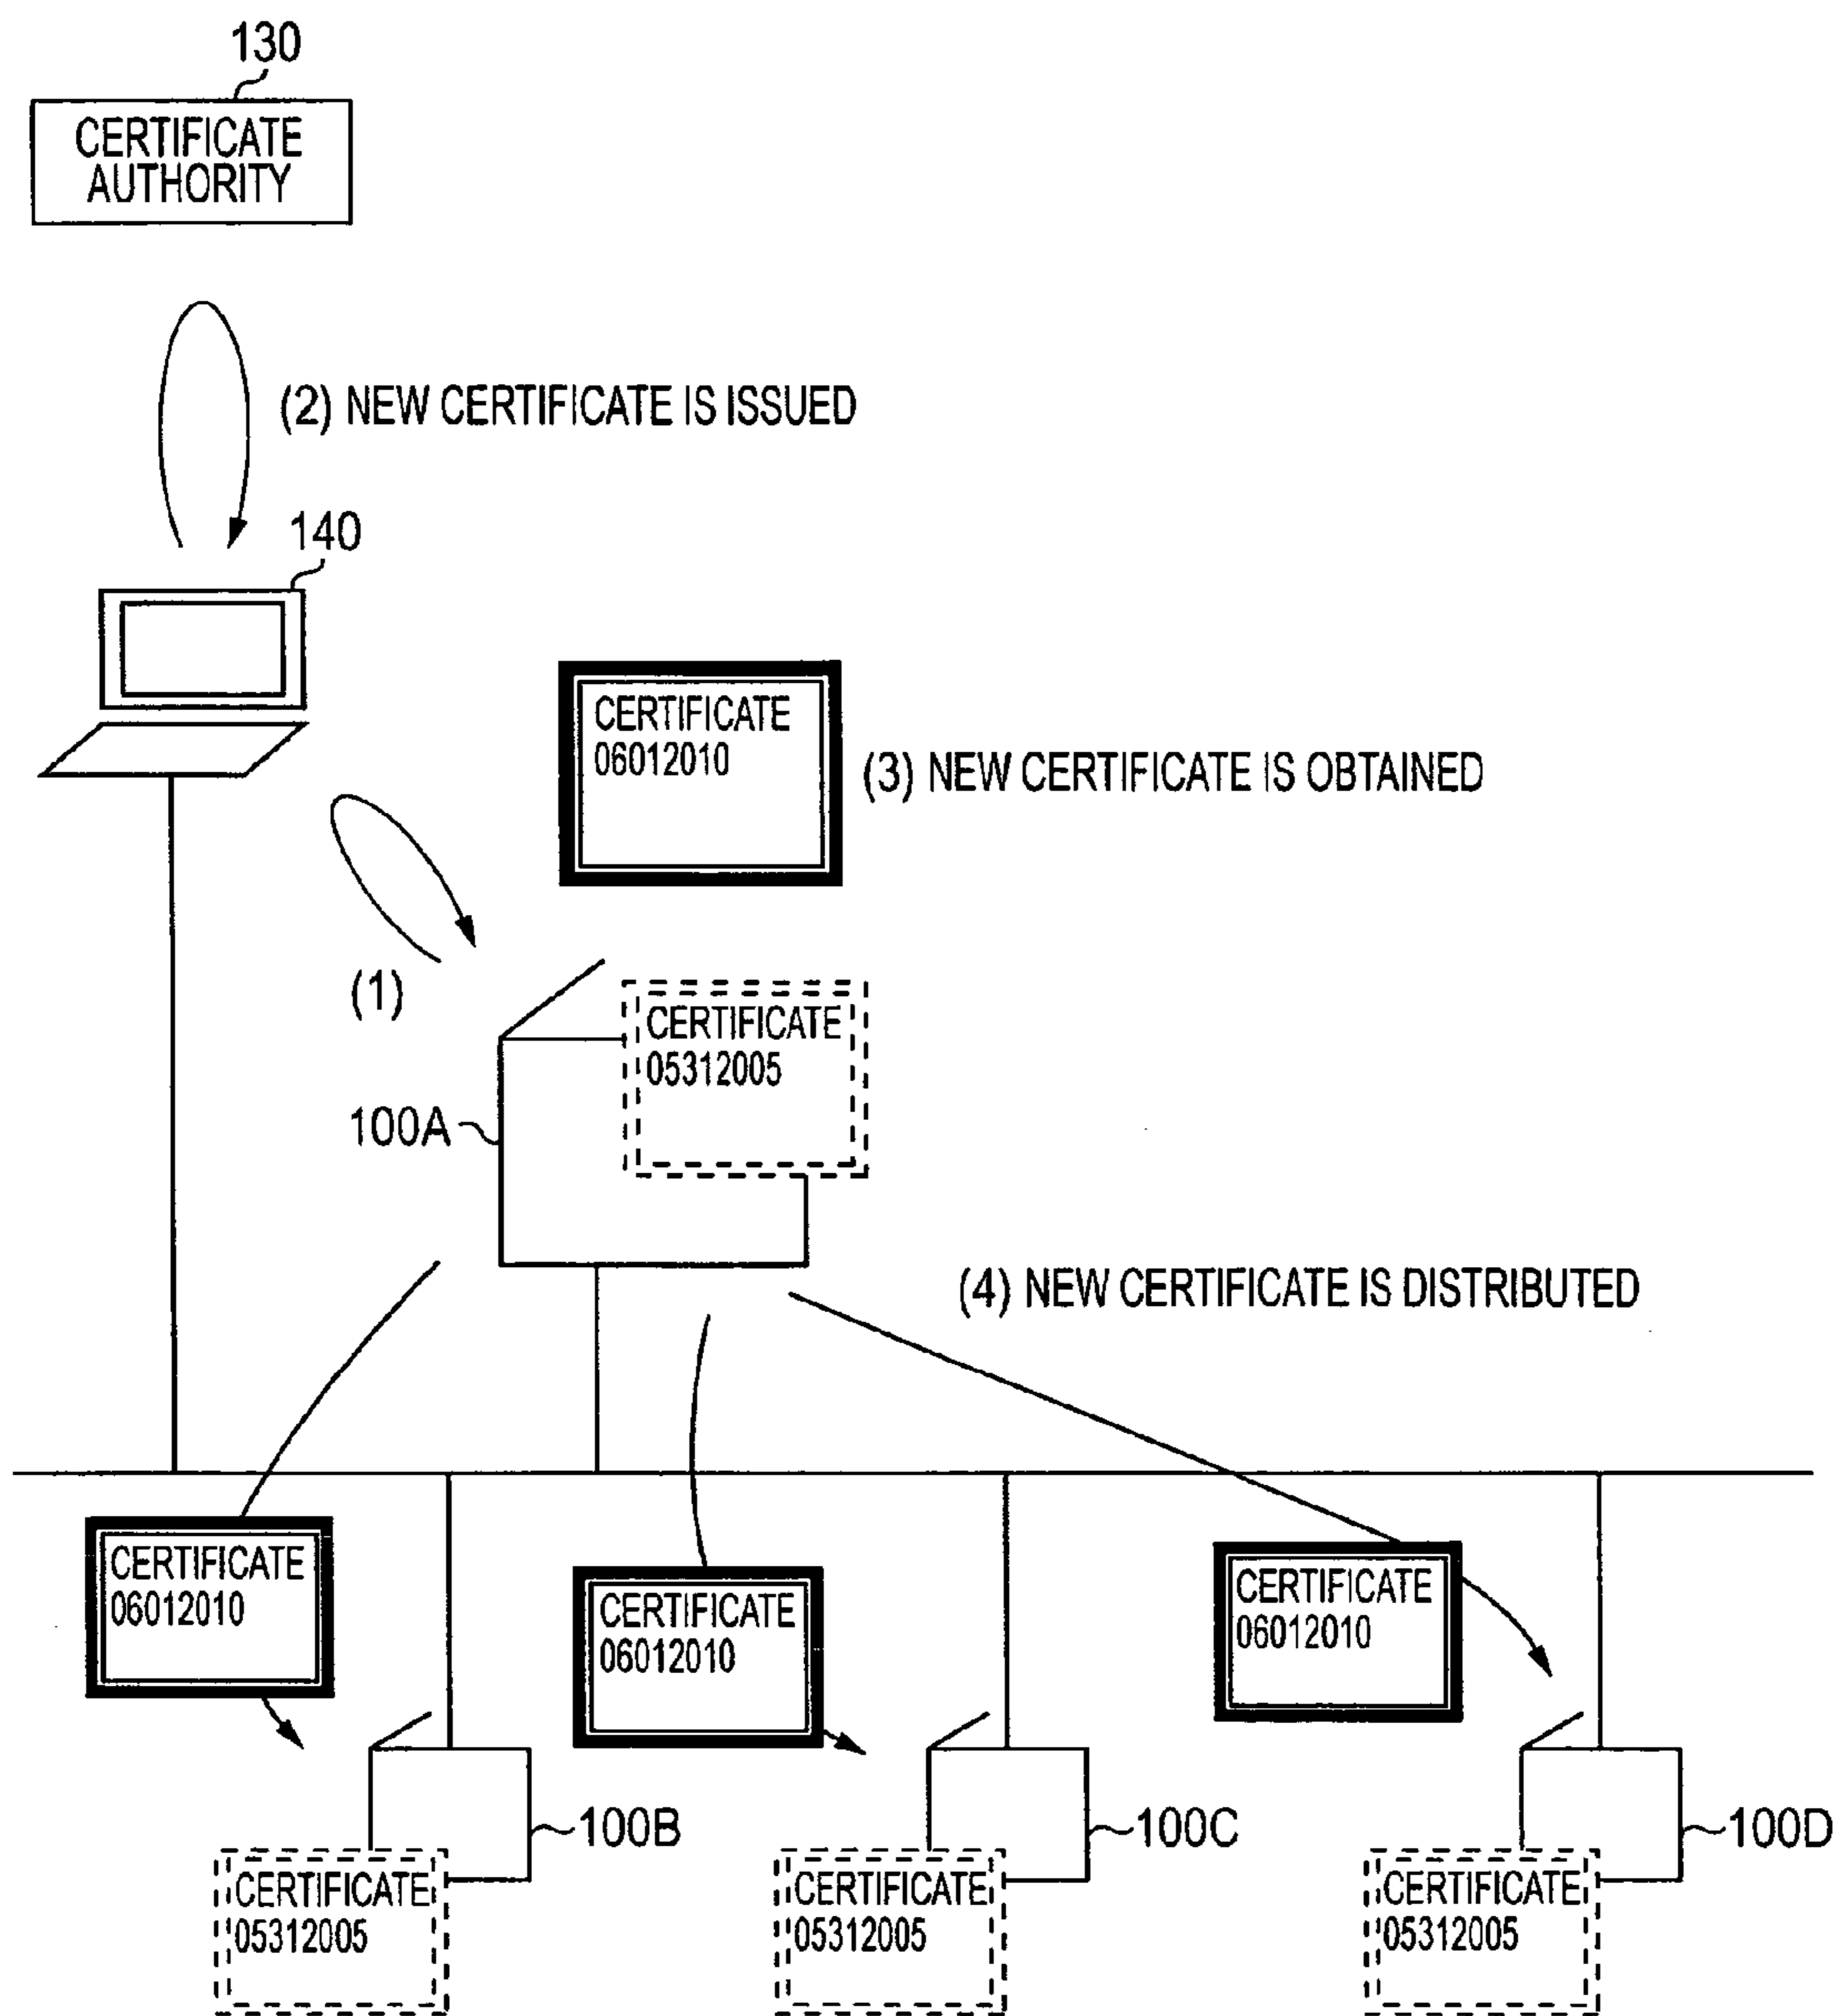 130
CERTIFICATE
AUTHORITY
(2) NEW CERTIFICATE IS ISSUED
140
CERTIFICATE
06012010
(3) NEW CERTIFICATE IS OBTAINED
(1)
CERTIFICATE
05312005
100A
(4) NEW CERTIFICATE IS DISTRIBUTED
CERTIFICATE
06012010
CERTIFICATE
06012010
CERTIFICATE
06012010
100B
100C
100D
CERTIFICATE
05312005
CERTIFICATE
05312005
CERTIFICATE
05312005